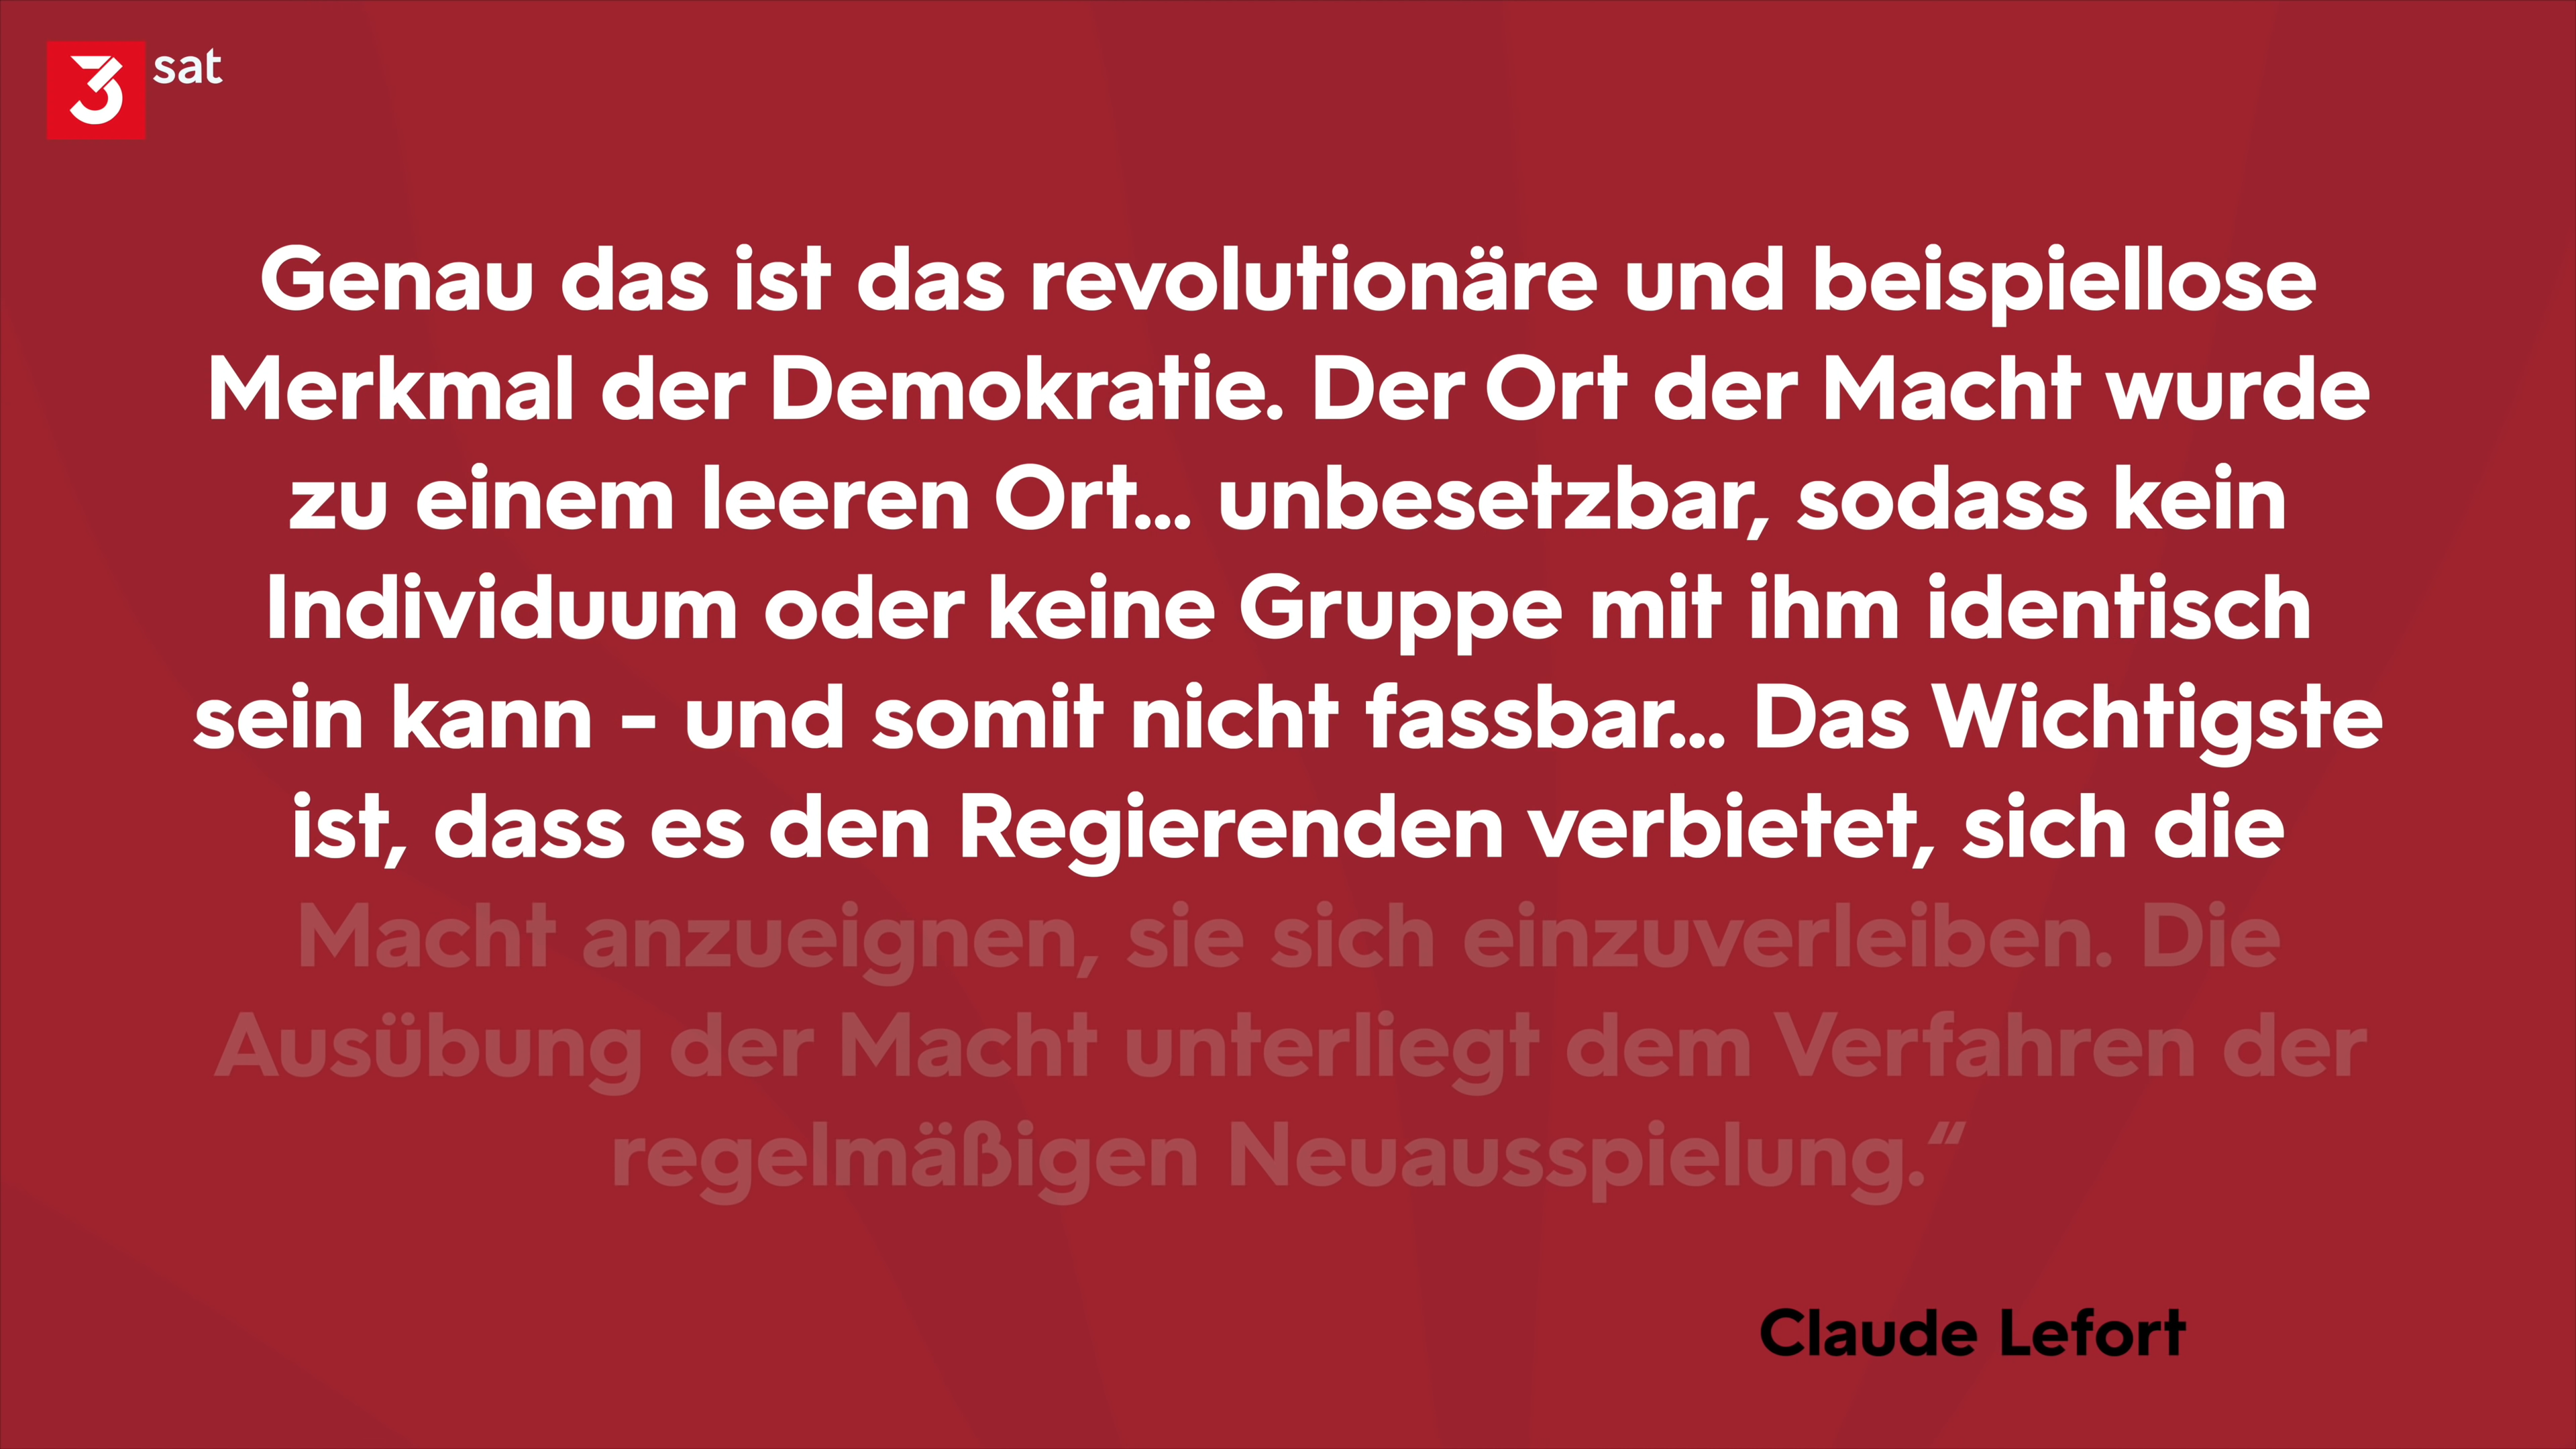 3sat
Genau das ist das revolutionäre und beispiellose
Merkmal der Demokratie. Der Ort der Macht wurde
zu einem leeren Ort... unbesetzbar, sodass kein
Individuum oder keine Gruppe mit ihm identisch
sein kann – und somit nicht fassbar... Das Wichtigste
ist, dass es den Regierenden verbietet, sich die
Macht anzueignen, sie sich einzuverleiben. Die
Ausübung der Macht unterliegt dem Verfahren der
regelmäßigen Neuausspielung.“
Claude Lefort